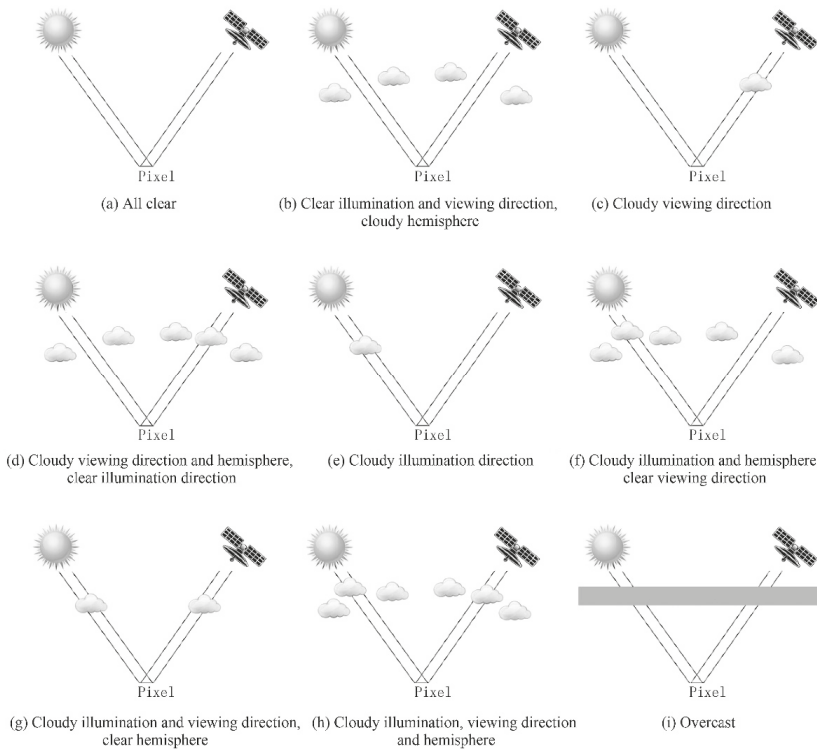 Pixel
Pixel
Pixel
(a) All clear
(b) Clear illumination and viewing direction,
cloudy hemisphere
(c) Cloudy viewing direction
Pixel
Pixel
Pixel
(d) Cloudy viewing direction and hemisphere,
clear illumination direction
(e) Cloudy illumination direction
(f) Cloudy illumination and hemisphere
clear viewing direction
Pixel
Pixel
Pixel
(g) Cloudy illumination and viewing direction,
clear hemisphere
(h) Cloudy illumination, viewing direction
and hemisphere
(i) Overcast